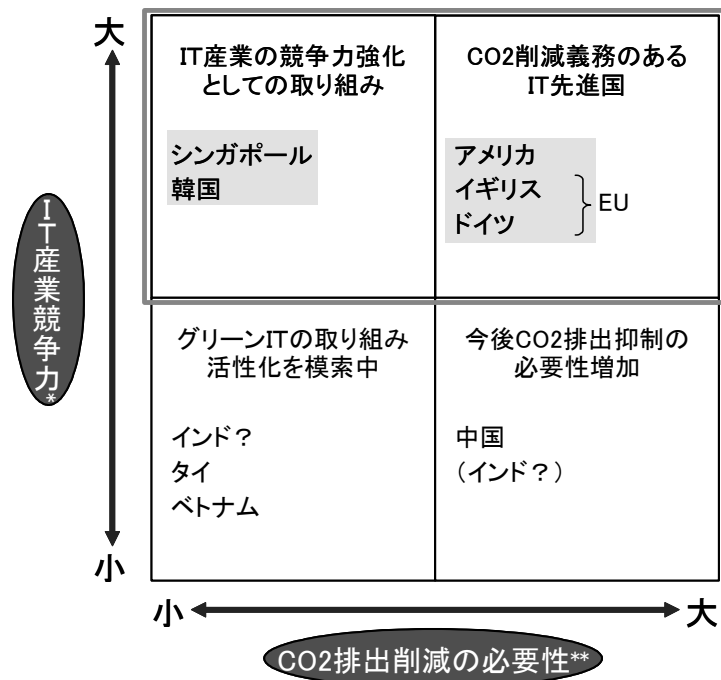 大
IT産業の競争力強化
としての取り組み
シンガポール
韓国
CO2削減義務のある
IT先進国
アメリカ
イギリス
ドイツ
EU
IT産業競争力*
グリーンITの取り組み
活性化を模索中
インド？
タイ
ベトナム
今後CO2排出抑制の
必要性増加
中国
（インド？）
小
小
大
CO2排出削減の必要性**